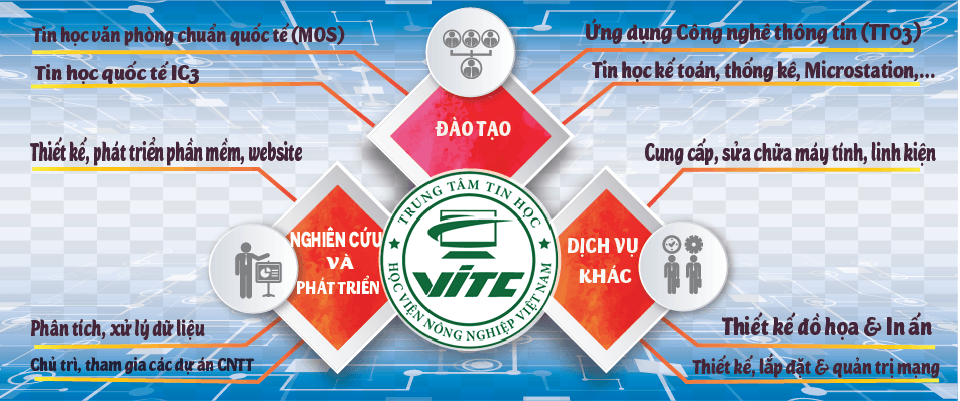 Tin học văn phòng chuẩn quốc tế (MOS)
Tin học quốc tế IC3
Ứng dụng Công nghê thông tin (TT03)
Tin học kế toán, thống kê, Microstation,...
ĐÀO TẠO
Thiết kế, phát triển phần mềm, website
Cung cấp, sửa chữa máy tính, linh kiện
NGHIÊN CỨU
VÀ
PHÁT TRIỂN
TRUNG TÂM TIN HỌC
VITC
HỌC VIỆN NÔNG NGHIỆP VIỆT NAM
DỊCH VỤ
KHÁC
Phân tích, xử lý dữ liệu
Chủ trì, tham gia các dự án CNTT
Thiết kế đồ họa & In ấn
Thiết kế, lắp đặt & quản trị mạng